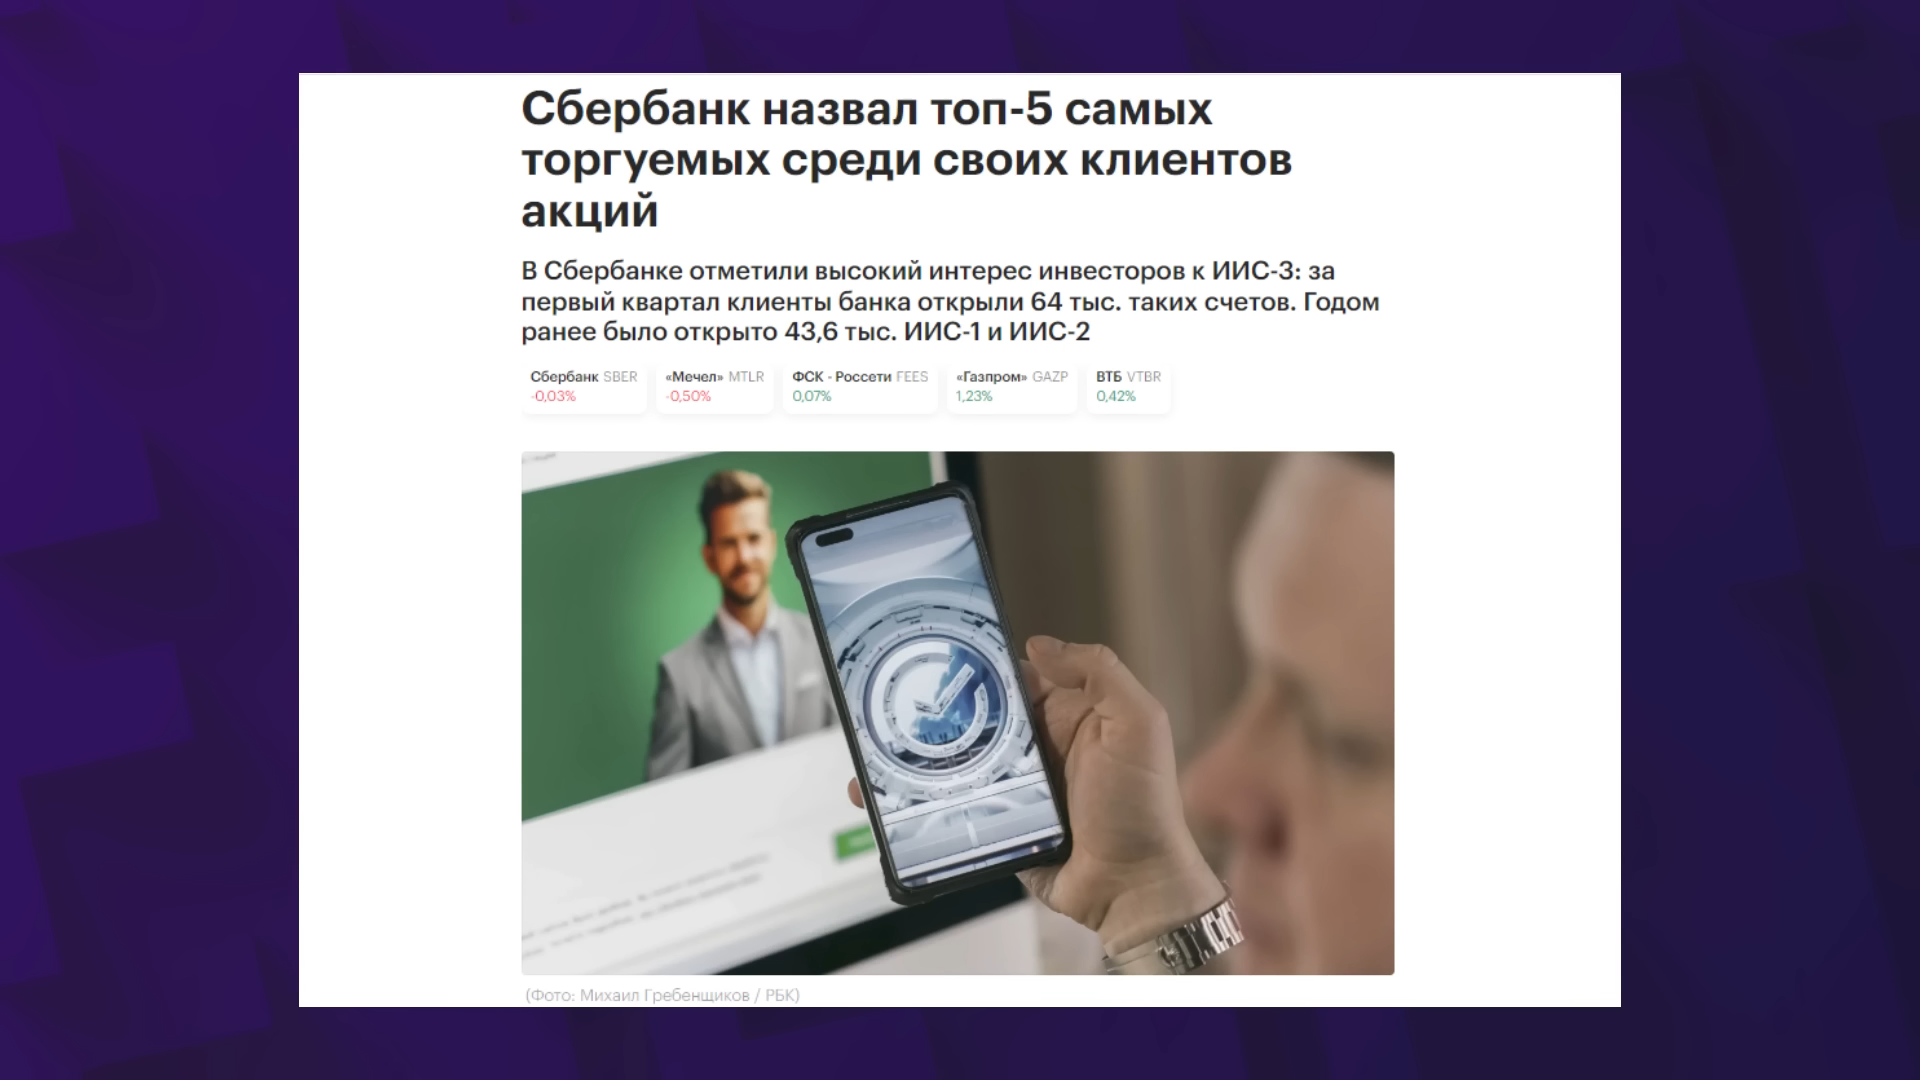 Сбербанк назвал топ-5 самых
торгуемых среди своих клиентов
акций
В Сбербанке отметили высокий интерес инвесторов к ИИС-3: за
первый квартал клиенты банка открыли 64 тыс. таких счетов. Годом
ранее было открыто 43,6 тыс. ИИС-1 и ИИС-2
Сбербанк SBER
-0,03%
«Мечел» MTLR
-0,50%
ФСК - Россети FEES
0,07%
«Газпром» GAZP
1,23%
ВТБ VTBR
0,42%
(Фото: Михаил Гребенщиков / РБК)